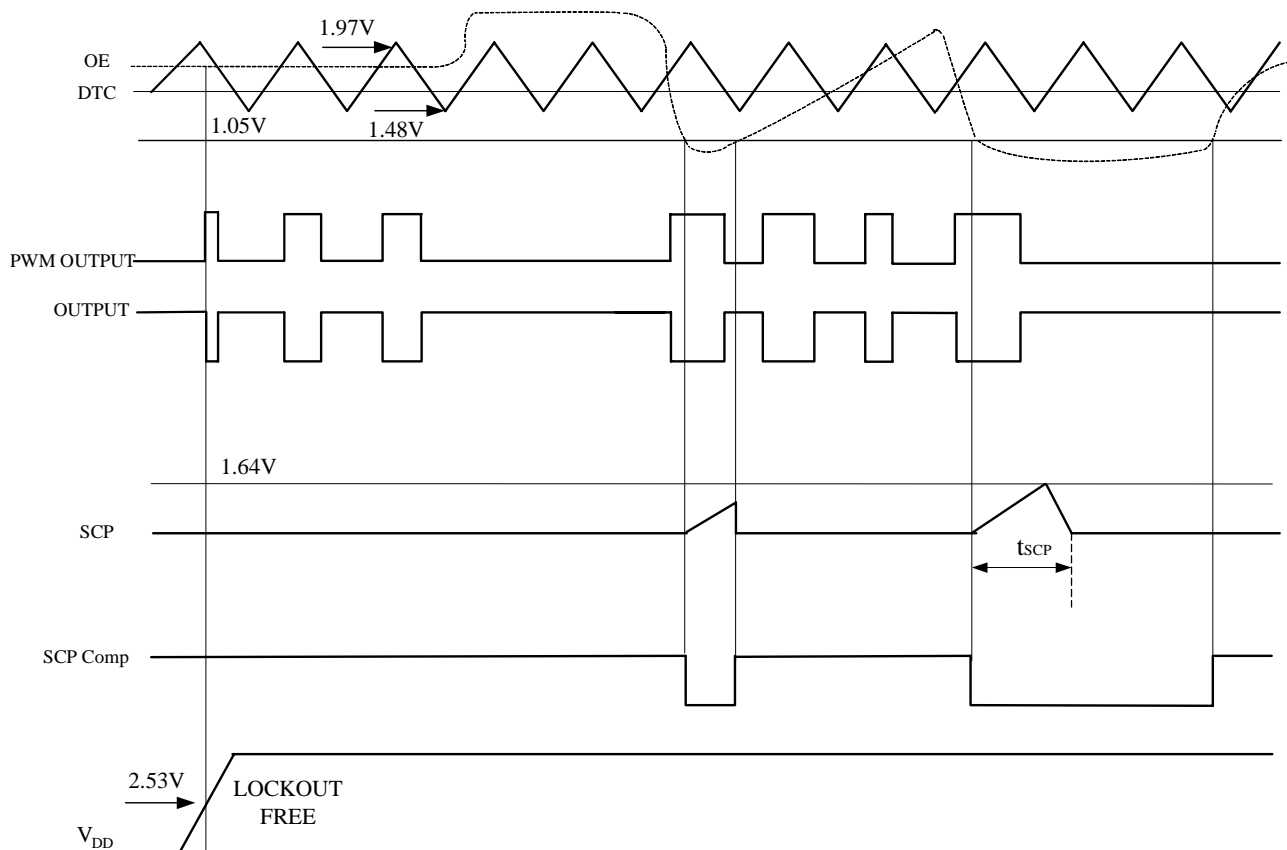 1.97V
OE
DTC
1.05V
1.48V
PWM OUTPUT
OUTPUT
1.64V
SCP
tSCP
SCP Comp
2.53V
LOCKOUT
FREE
VDD